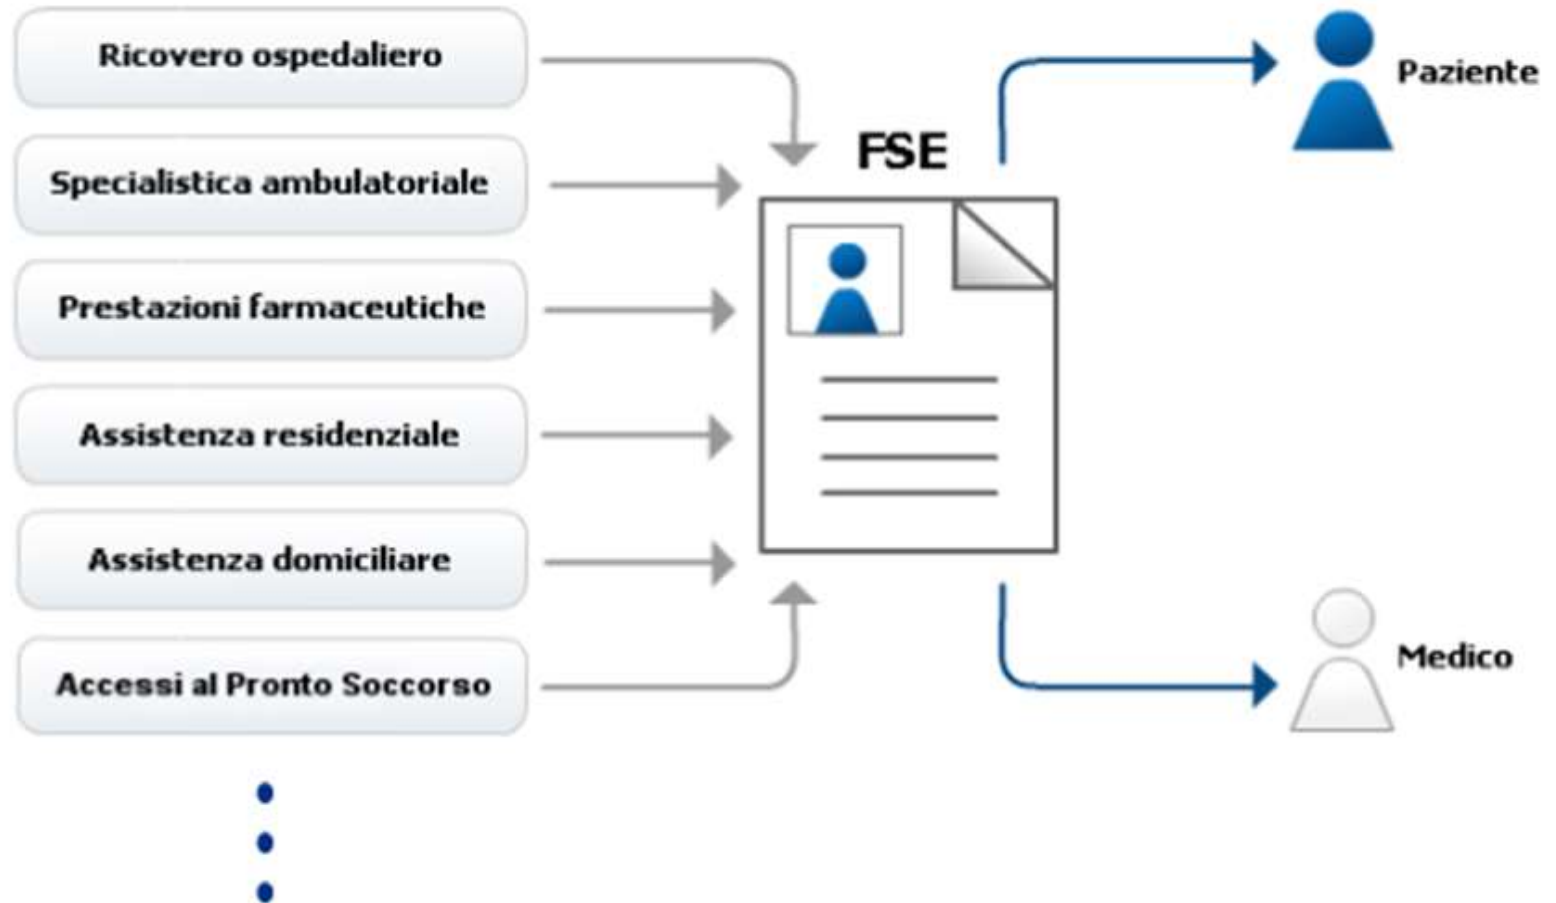 Ricovero ospedaliero
Specialistica ambulatoriale
Prestazioni farmaceutiche
Assistenza residenziale
Assistenza domiciliare
Accessi al Pronto Soccorso
FSE
Paziente
Medico